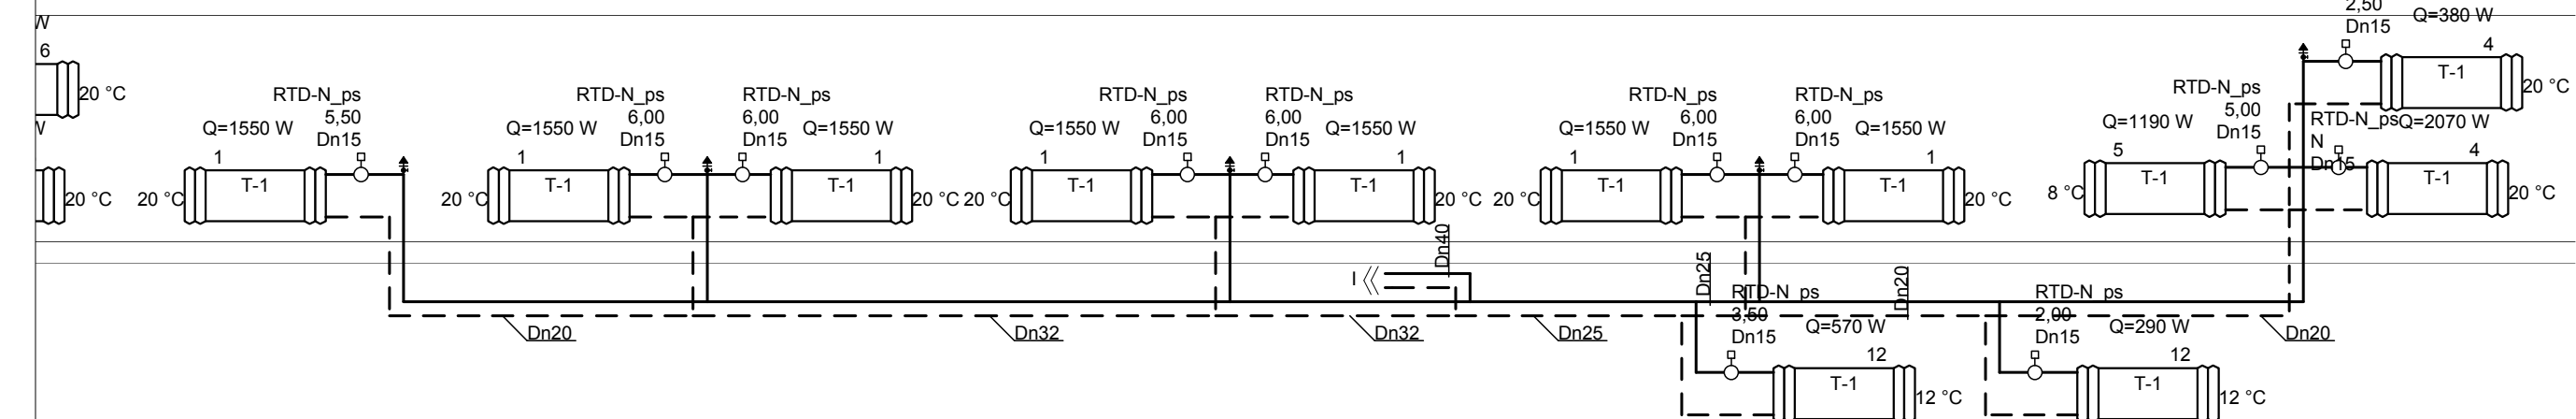 W
6
20 °C
W
20 °C
RTD-N_ps
5,50
Dn15
Q=1550 W
1
T-1
20 °C
RTD-N_ps
6,00
Dn15
Q=1550 W
1
T-1
20 °C
RTD-N_ps
6,00
Dn15
Q=1550 W
1
T-1
20 °C
RTD-N_ps
6,00
Dn15
Q=1550 W
1
T-1
20 °C
RTD-N_ps
6,00
Dn15
Q=1550 W
1
T-1
20 °C
RTD-N_ps
6,00
Dn15
Q=1550 W
1
T-1
20 °C
RTD-N_ps
6,00
Dn15
Q=1550 W
1
T-1
20 °C
RTD-N_ps
5,00
Dn15
Q=1190 W
5
T-1
8 °C
2,50
Dn15
Q=380 W
4
T-1
20 °C
RTD-N_ps
N
Dn15
Q=2070 W
4
T-1
20 °C
I
Dn40
Dn25
Dn20
Dn20
Dn32
Dn32
Dn25
Dn20
RTD-N_ps
3,50
Dn15
Q=570 W
12
T-1
12 °C
RTD-N_ps
2,00
Dn15
Q=290 W
12
T-1
12 °C